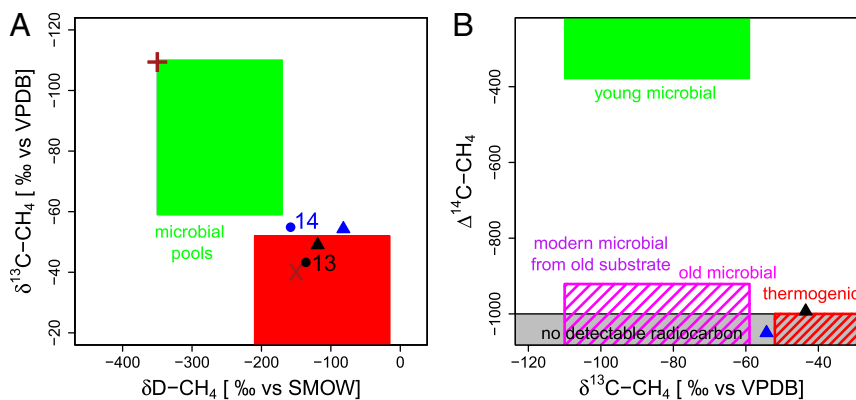 A
δ¹³C−CH₄ [ ‰ vs VPDB]
−120
−100
−80
−60
−40
−20
microbial
pools
14
13
−400
−300
−200
−100
0
δD−CH₄ [ ‰ vs SMOW]
B
Δ¹⁴C−CH₄
−400
−600
−800
−1000
young microbial
modern microbial
from old substrate
old microbial
thermogenic
no detectable radiocarbon
−120
−100
−80
−60
−40
δ¹³C−CH₄ [ ‰ vs VPDB]